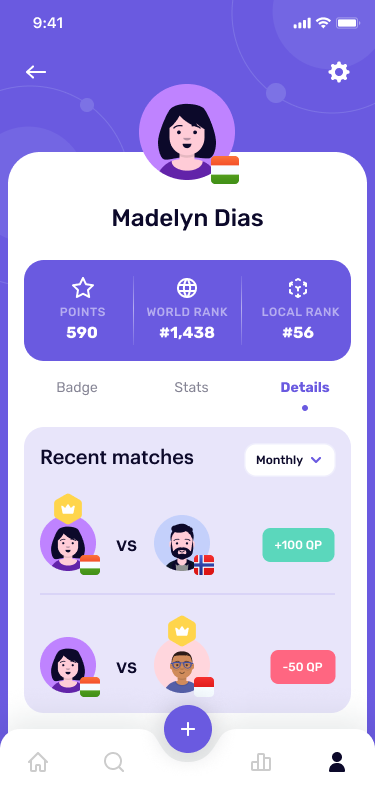 9:41
Madelyn Dias
POINTS
590
WORLD RANK
#1,438
LOCAL RANK
#56
Badge
Stats
Details
Recent matches
Monthly
VS
+100 QP
VS
-50 QP